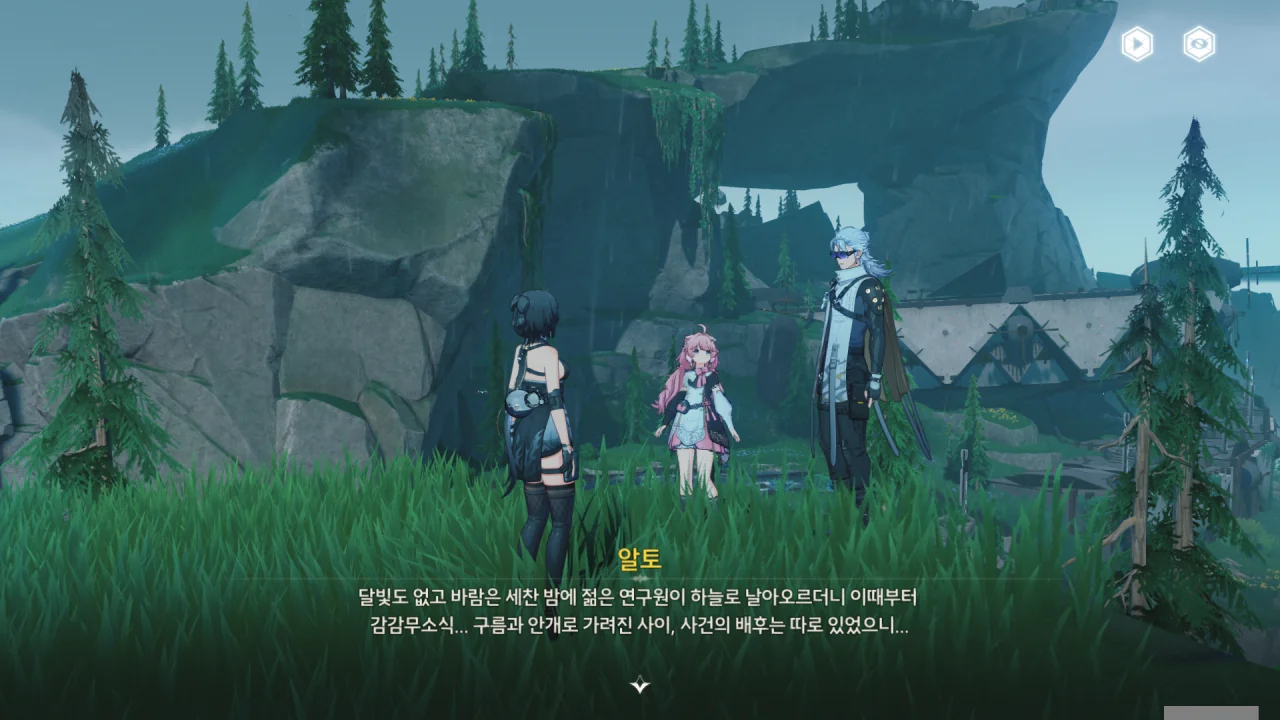 알토
달빛도 없고 바람은 세찬 밤에 젊은 연구원이 하늘로 날아오르더니 이때부터
감감무소식... 구름과 안개로 가려진 사이, 사건의 배후는 따로 있었으니...